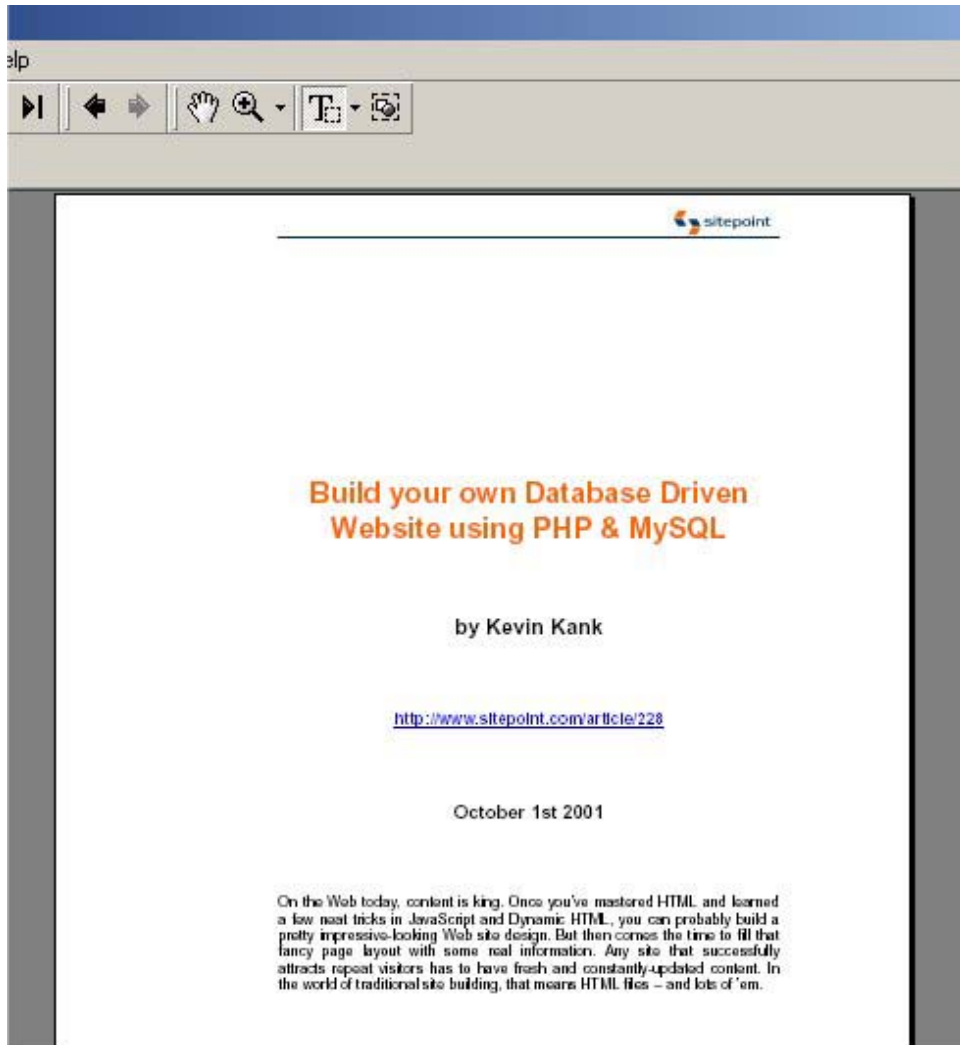 elp
sitepoint
Build your own Database Driven
Website using PHP & MySQL
by Kevin Kank
http://www.sitepoint.com/article/228
October 1st 2001
On the Web today, content is king. Once you've mastered HTML and learned
a few neat tricks in JavaScript and Dynamic HTML, you can probably build a
pretty impressive-looking Web site design. But then comes the time to fill that
fancy page layout with some real information. Any site that successfully
attracts repeat visitors has to have fresh and constantly-updated content. In
the world of traditional site building, that means HTML files – and lots of 'em.